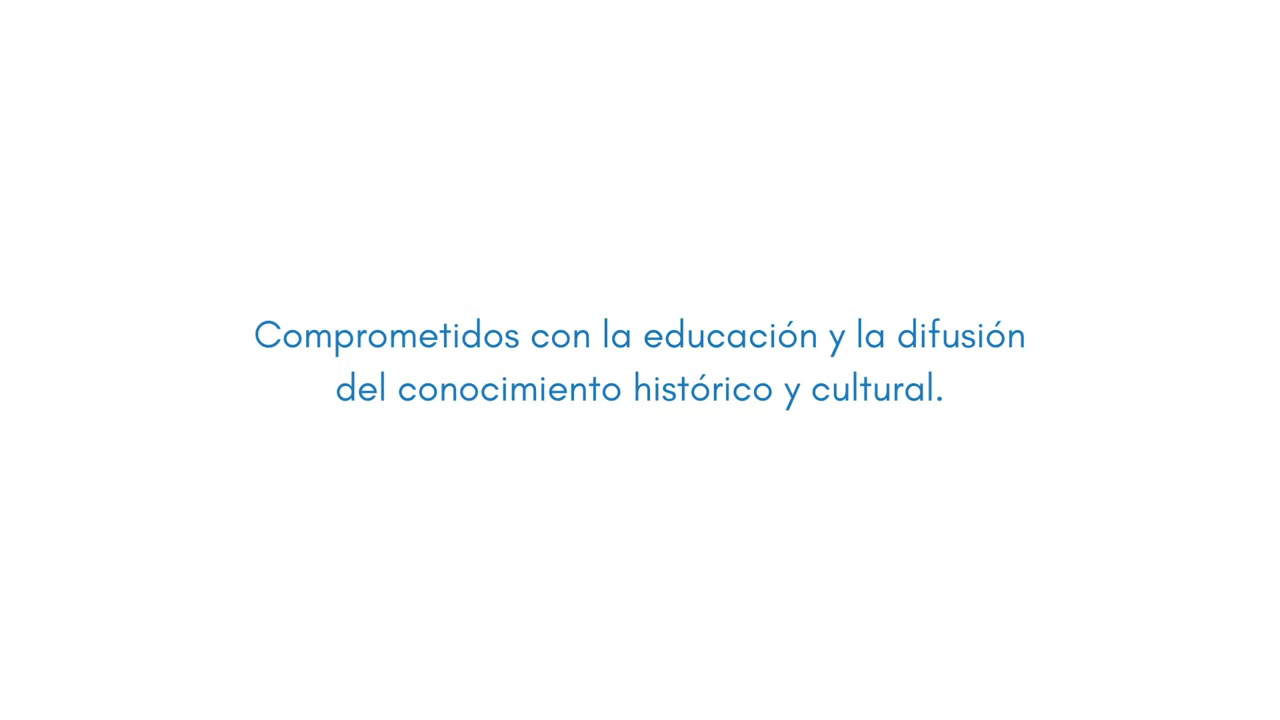 Comprometidos con la educación y la difusión
del conocimiento histórico y cultural.